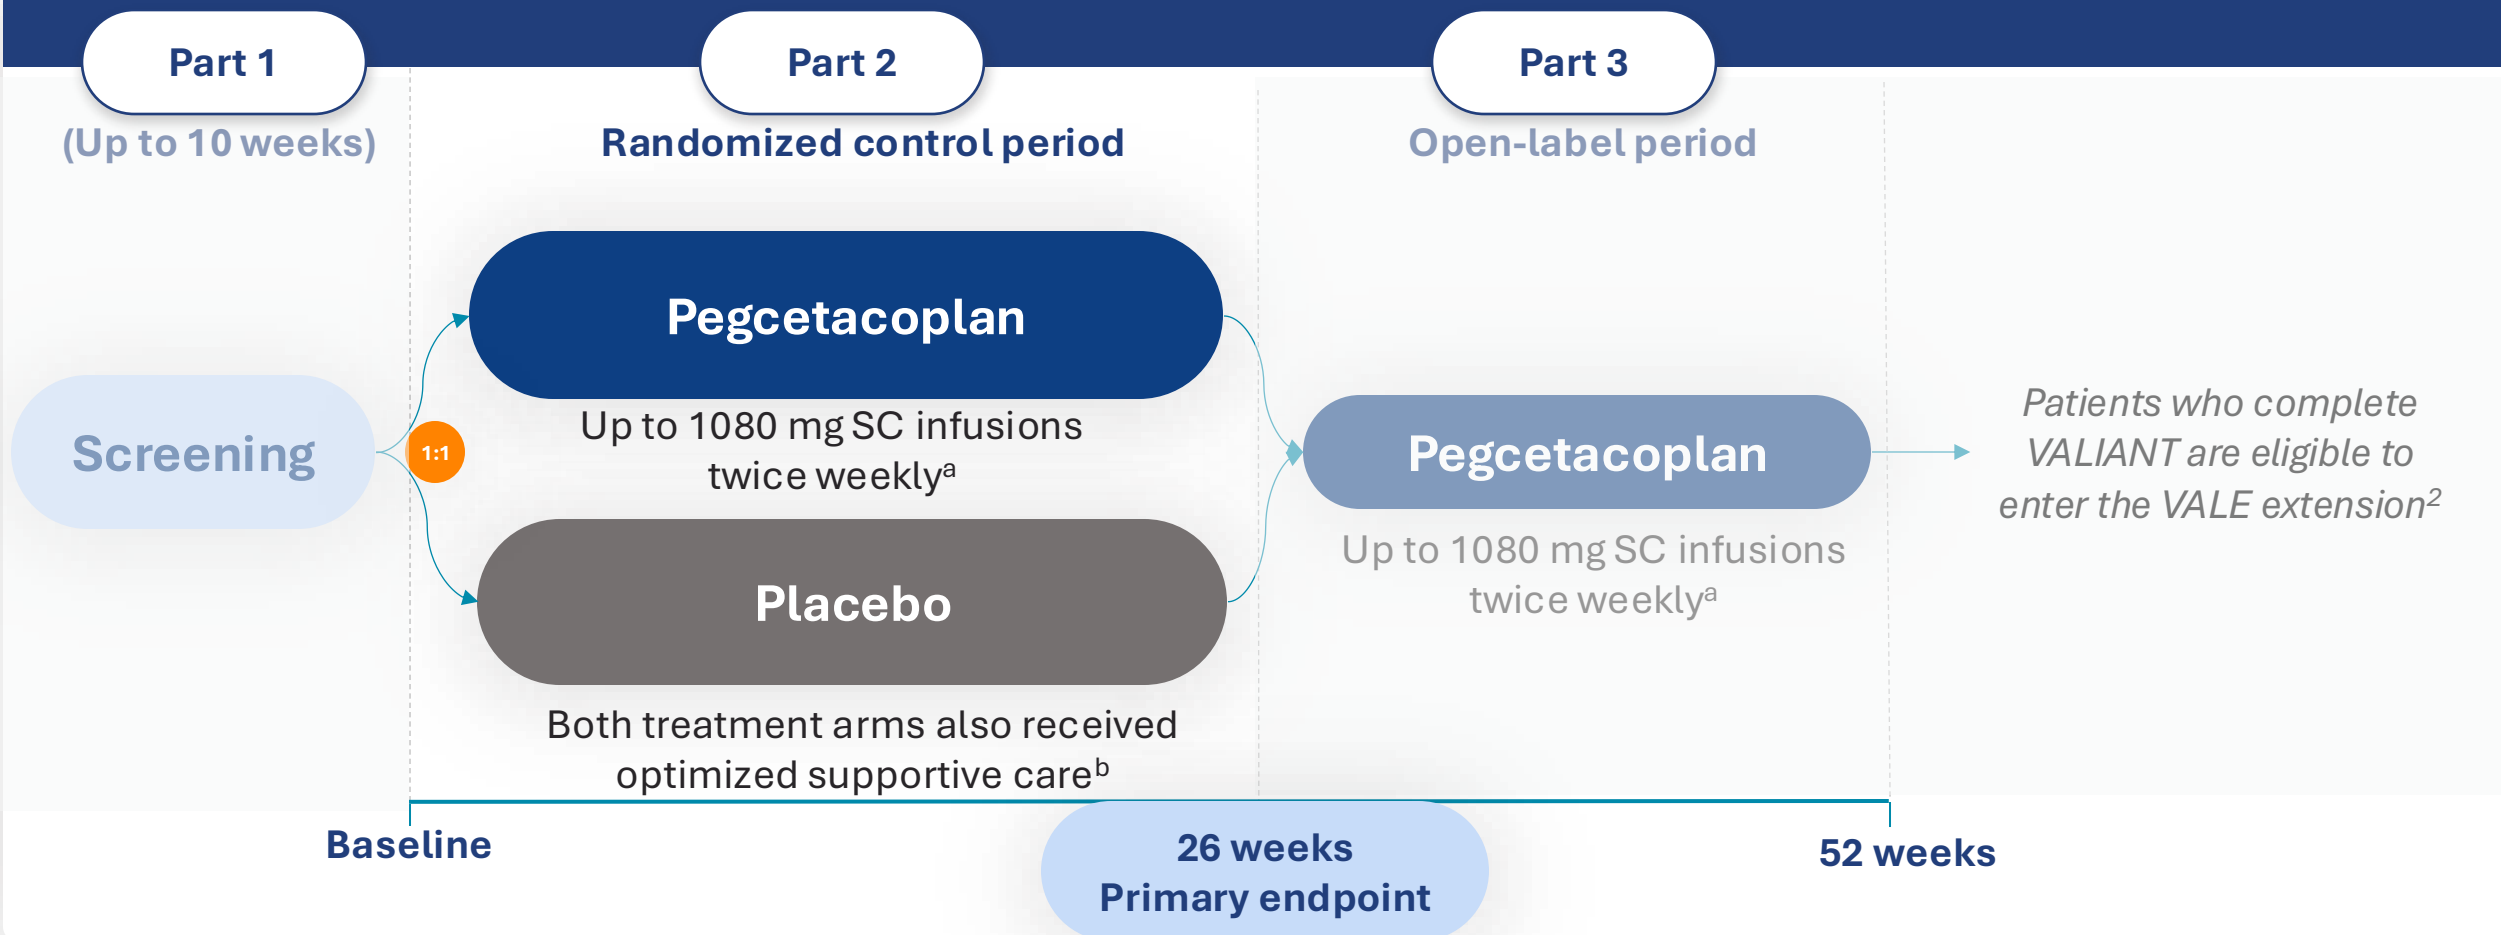 Part 1
Part 2
Part 3
(Up to 10 weeks)
Randomized control period
Open-label period
Screening
1:1
Pegcetacoplan
Up to 1080 mg SC infusions
twice weeklyᵃ
Placebo
Both treatment arms also received
optimized supportive careᵇ
Pegcetacoplan
Up to 1080 mg SC infusions
twice weeklyᵃ
Patients who complete
VALIANT are eligible to
enter the VALE extension²
Baseline
26 weeks
Primary endpoint
52 weeks